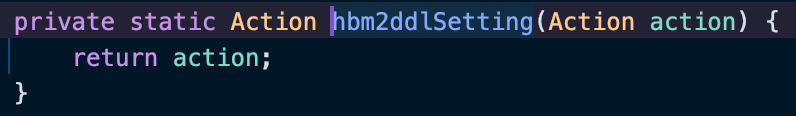 private static Action hbm2ddlSetting(Action action) {
    return action;
}